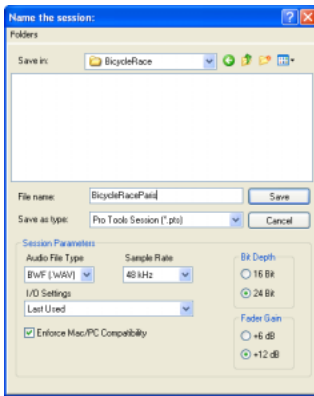 Name the session:
Folders
Save in: BicycleRace
File name: BicycleRaceParis Save
Save as type: Pro Tools Session (*.pts) Cancel
Session Parameters
Audio File Type Sample Rate Bit Depth
BWF (.WAV) 48 kHz 16 Bit
I/O Settings 24 Bit
Last Used
Fader Gain
Enforce Mac/PC Compatibility +6 dB
+12 dB